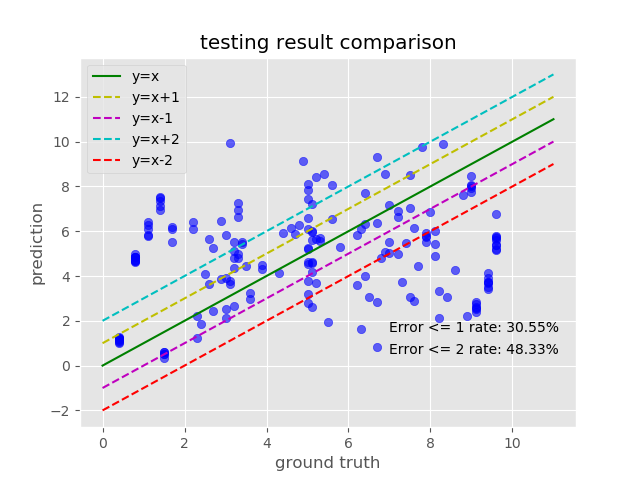 testing result comparison
y=x
y=x+1
y=x-1
y=x+2
y=x-2
12
10
8
6
4
2
0
−2
prediction
Error <= 1 rate: 30.55%
Error <= 2 rate: 48.33%
0 2 4 6 8 10
ground truth